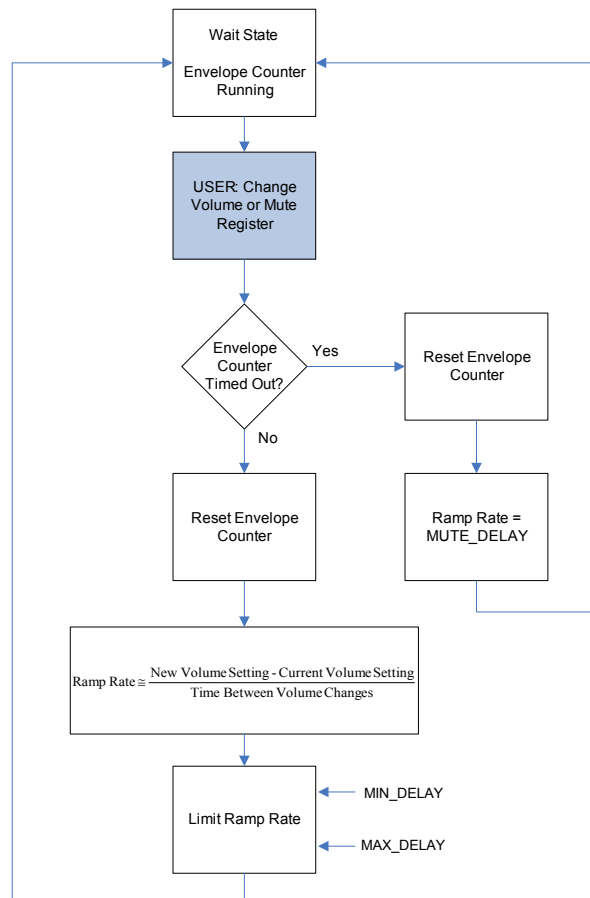 Wait State
Envelope Counter
Running
USER: Change
Volume or Mute
Register
Envelope
Counter
Timed Out?
Yes
Reset Envelope
Counter
No
Reset Envelope
Counter
Ramp Rate =
MUTE_DELAY
Ramp Rate ≅ New Volume Setting - Current Volume Setting
Time Between Volume Changes
Limit Ramp Rate
MIN_DELAY
MAX_DELAY